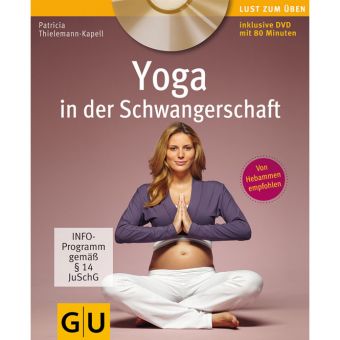 Patricia
Thielemann-Kapell
LUST ZUM ÜBEN
inklusive DVD
mit 80 Minuten
Yoga
in der Schwangerschaft
Von
Hebammen
empfohlen
INFO-
Programm
gemäß
§ 14
JuSchG
G|U